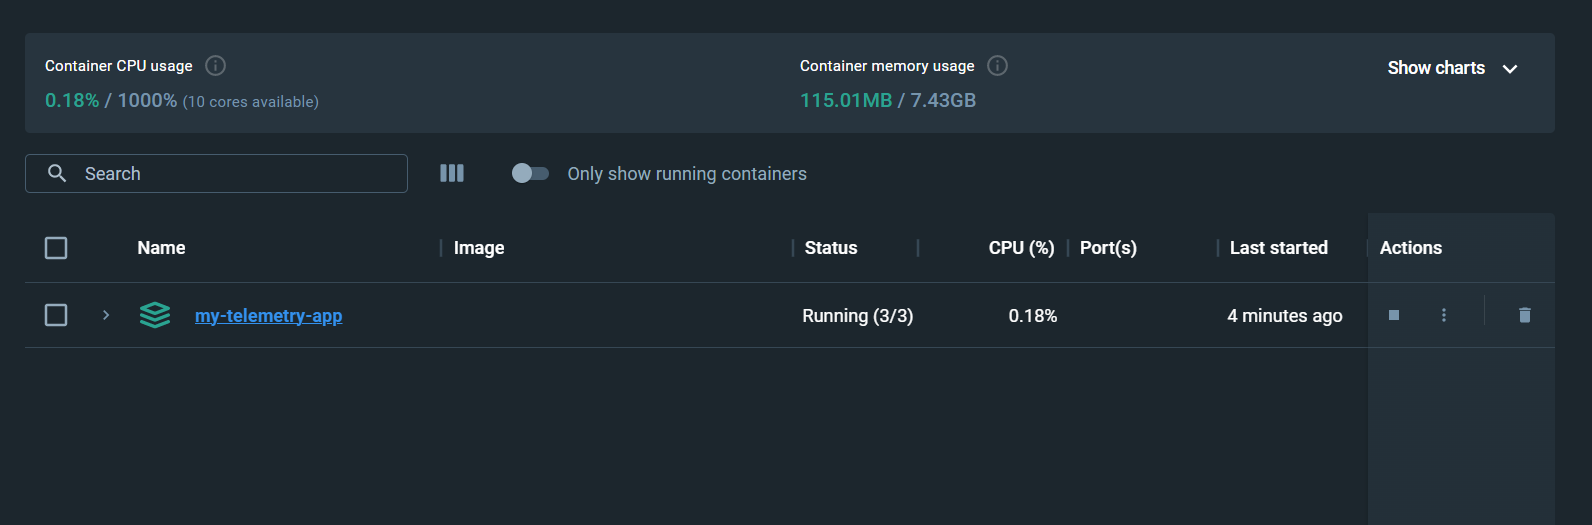 Container CPU usage
0.18% / 1000% (10 cores available)
Container memory usage
115.01MB / 7.43GB
Show charts
Search
Only show running containers
Name Image Status CPU (%) Port(s) Last started Actions
my-telemetry-app Running (3/3) 0.18% 4 minutes ago